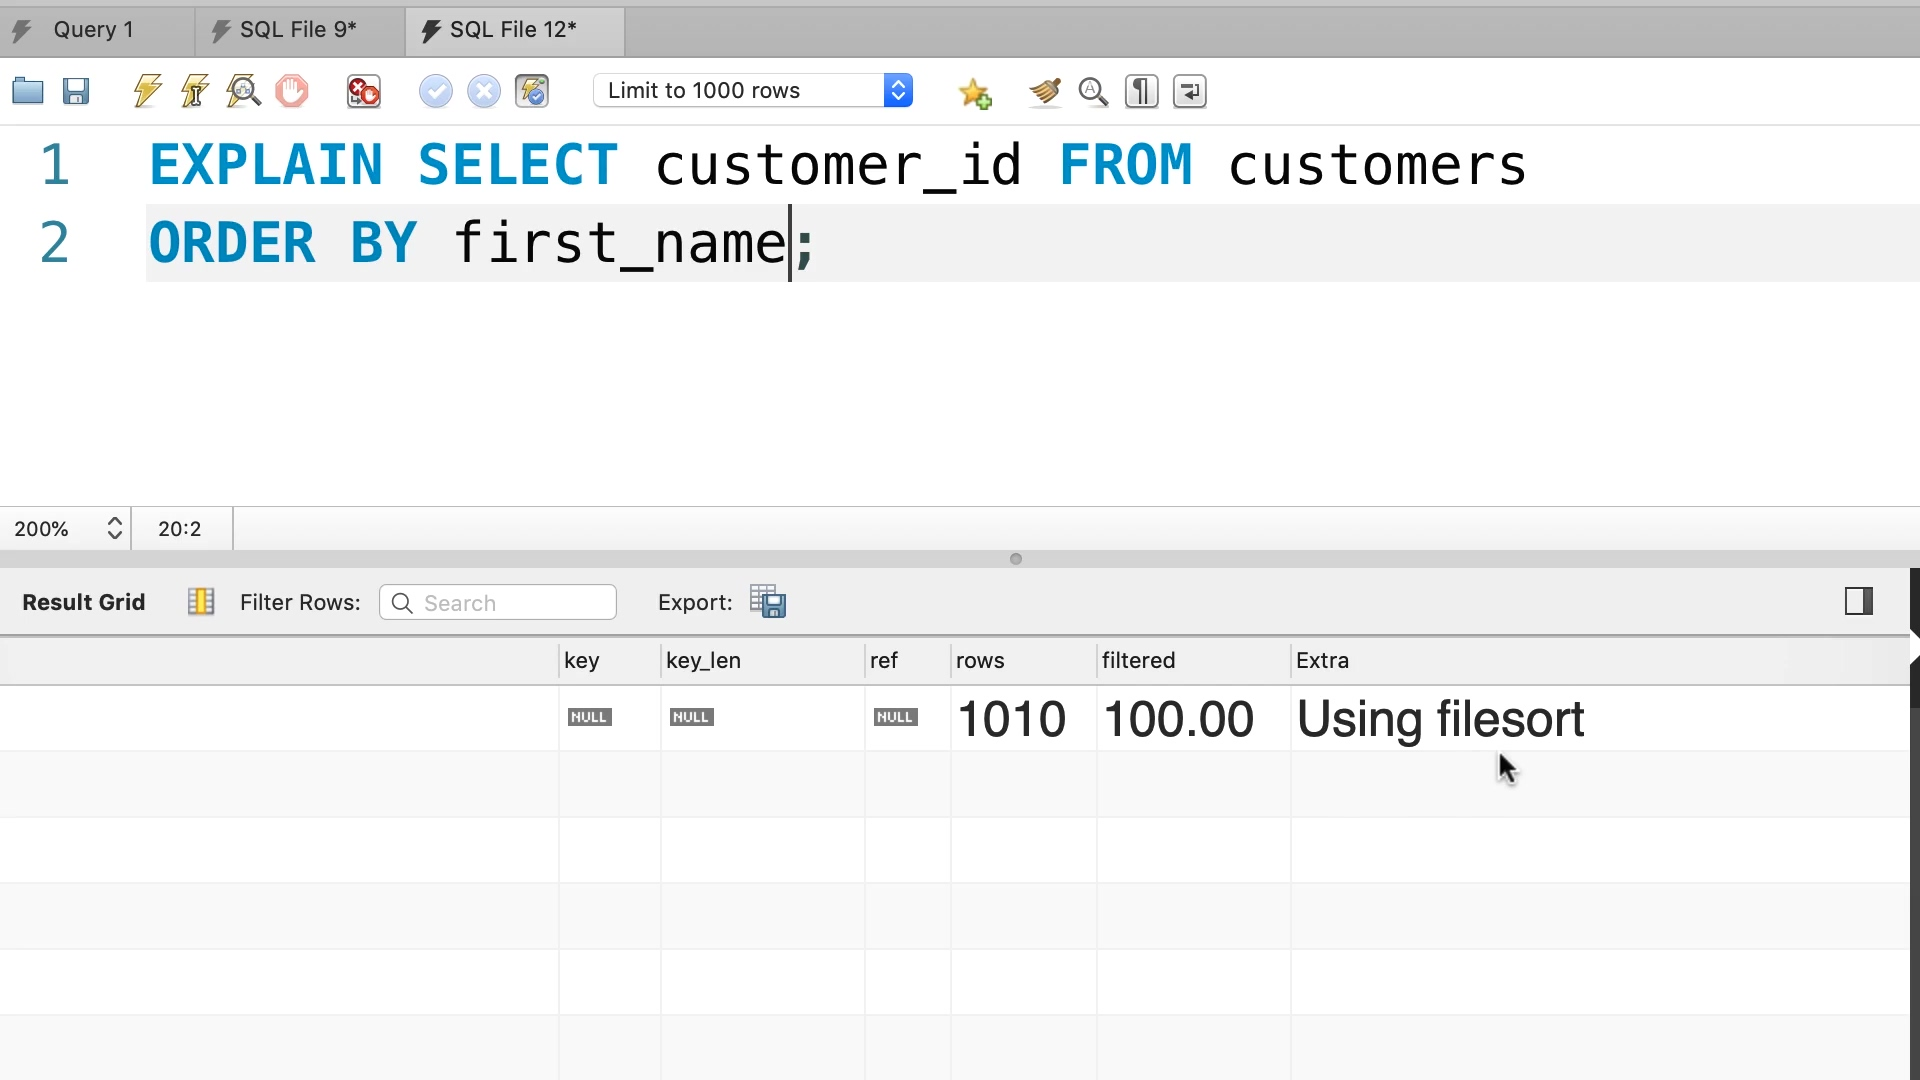 Query 1 SQL File 9* SQL File 12*
Limit to 1000 rows
1 EXPLAIN SELECT customer_id FROM customers
2 ORDER BY first_name;
200% 20:2
Result Grid Filter Rows: Search Export:
key key_len ref rows filtered Extra
NULL NULL NULL 1010 100.00 Using filesort